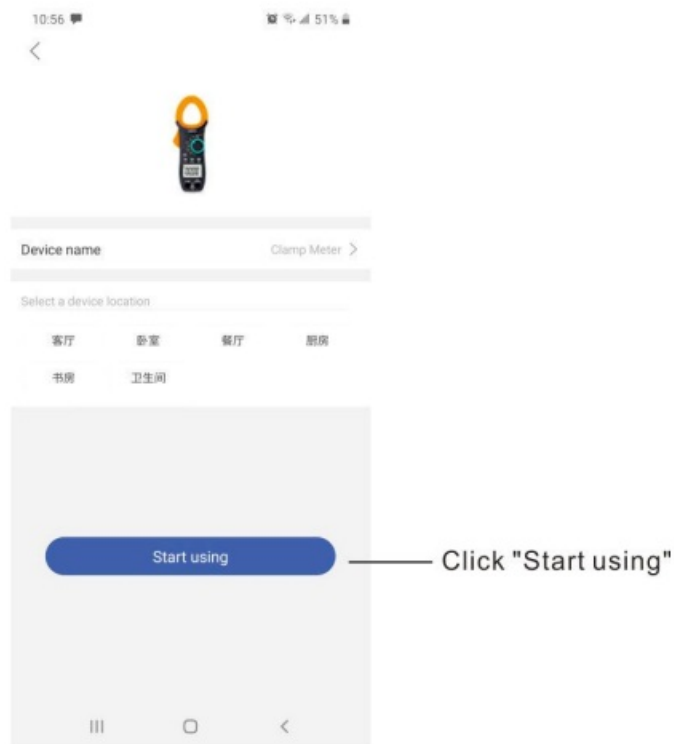 10:56 51%
Device name Clamp Meter
Select a device location
客厅 卧室 餐厅 厨房
书房 卫生间
Start using
Click "Start using"